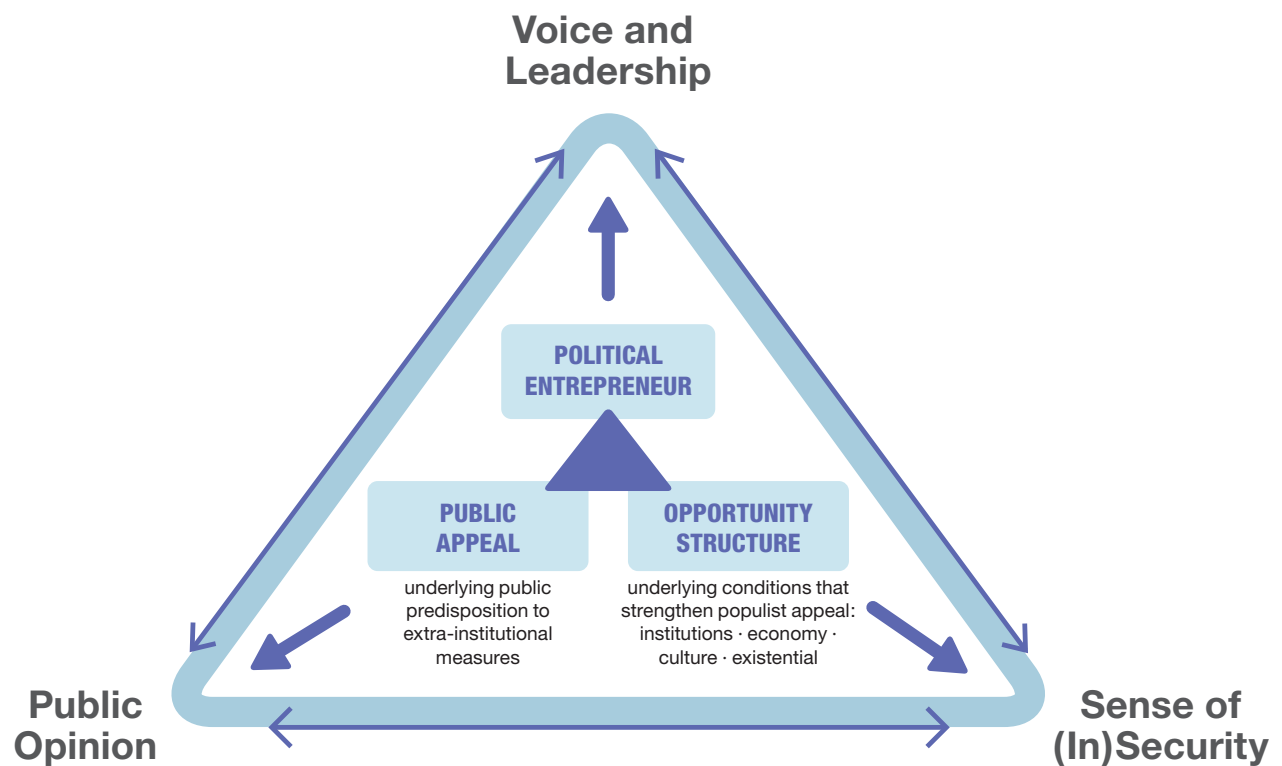 Voice and
Leadership
POLITICAL
ENTREPRENEUR
PUBLIC
APPEAL
underlying public
predisposition to
extra-institutional
measures
OPPORTUNITY
STRUCTURE
underlying conditions that
strengthen populist appeal:
institutions · economy ·
culture · existential
Public
Opinion
Sense of
(In)Security